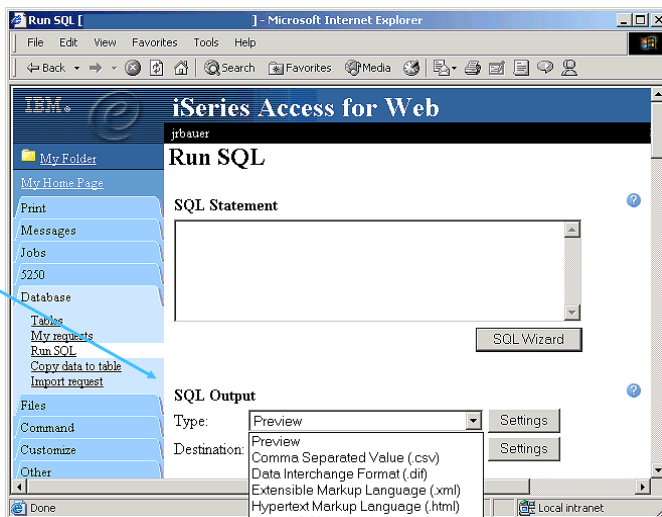 Run SQL [ ] - Microsoft Internet Explorer
File Edit View Favorites Tools Help
Back Search Favorites Media
IBM. e
iSeries Access for Web
jrbauer
My Folder
My Home Page
Print
Messages
Jobs
5250
Database
Tables
My requests
Run SQL
Copy data to table
Import request
Files
Command
Customize
Other
Run SQL
SQL Statement
SQL Wizard
SQL Output
Type: Preview Settings
Destination: Settings
Preview
Comma Separated Value (.csv)
Data Interchange Format (.dif)
Extensible Markup Language (.xml)
Hypertext Markup Language (.html)
Done Local intranet